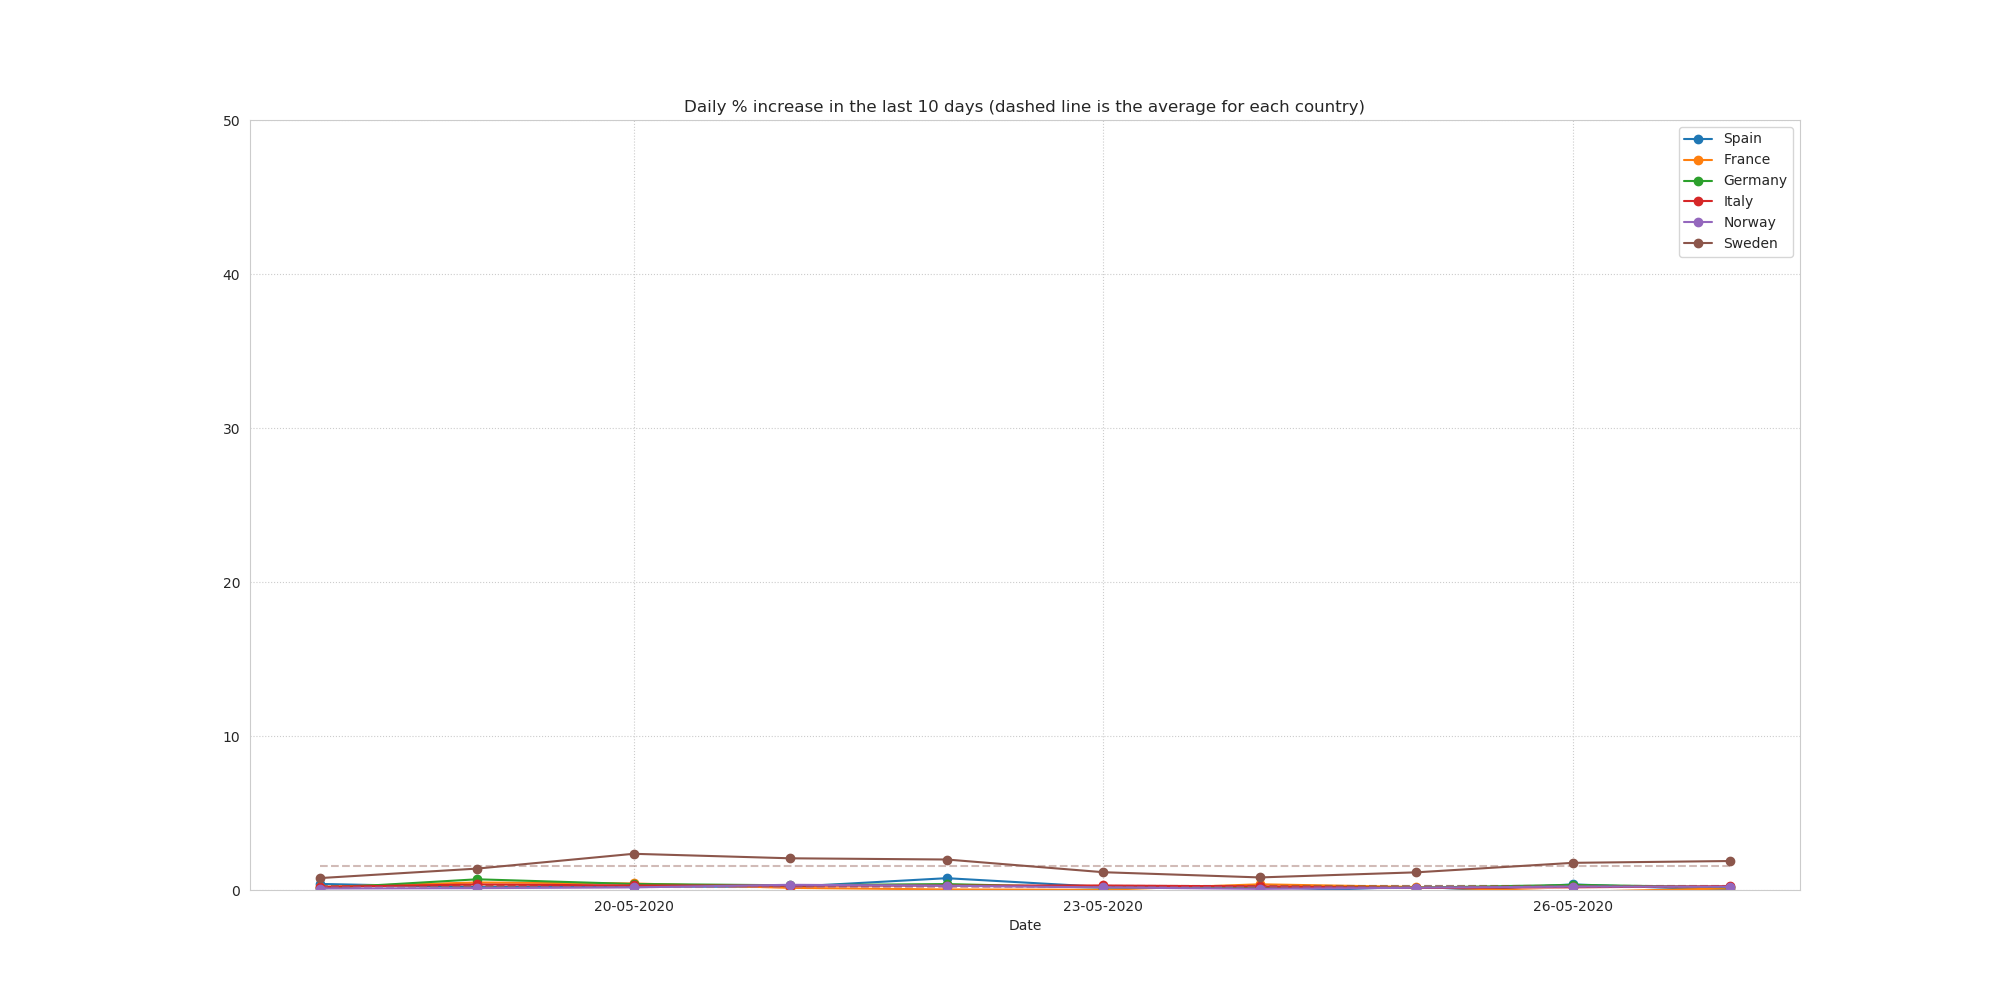 Daily % increase in the last 10 days (dashed line is the average for each country)
50
40
30
20
10
0
Spain
France
Germany
Italy
Norway
Sweden
20-05-2020
23-05-2020
26-05-2020
Date